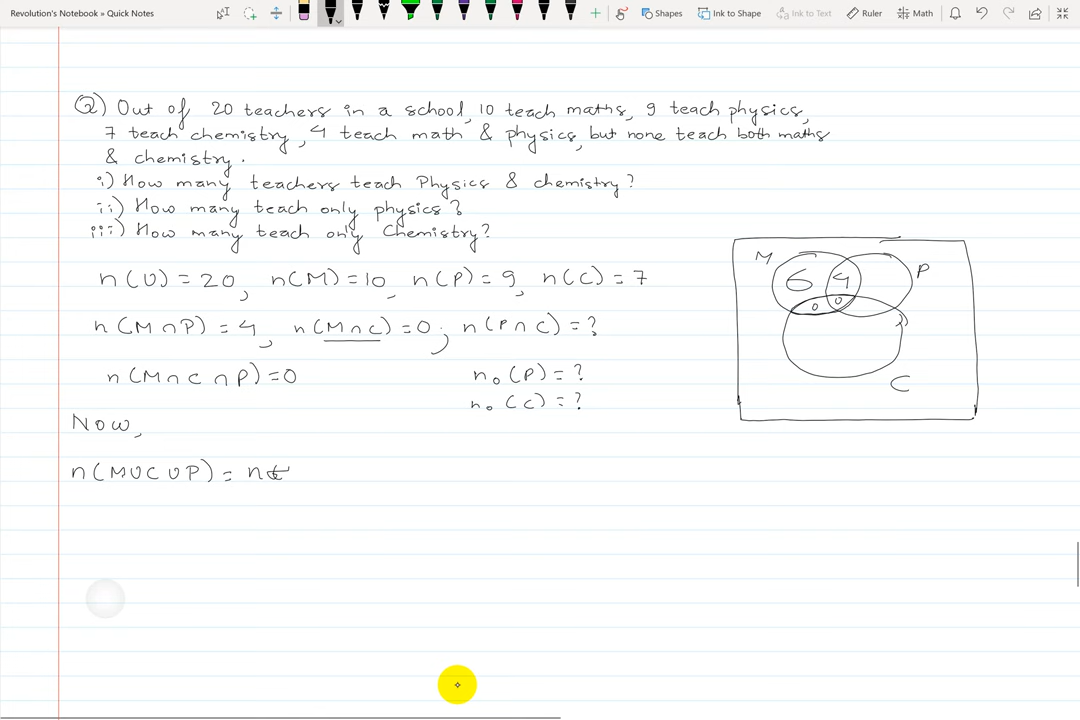 Revolution's Notebook » Quick Notes
Shapes
Ink to Shape
Ink to Text
Ruler
Math
Q) Out of 20 teachers in a school, 10 teach maths, 9 teach physics,
7 teach chemistry, 4 teach math & physics, but none teach both maths
& chemistry.
i) How many teachers teach Physics & chemistry?
ii) How many teach only physics?
iii) How many teach only Chemistry?
n(U) = 20, n(M) = 10, n(P) = 9, n(C) = 7
n(M∩P) = 4, n(M∩C) = 0, n(P∩C) = ?
n(M∩C∩P) = 0 n₀(P) = ?
n₀(C) = ?
Now,
n(M∪C∪P) = n
M
6
4
P
0
0
C